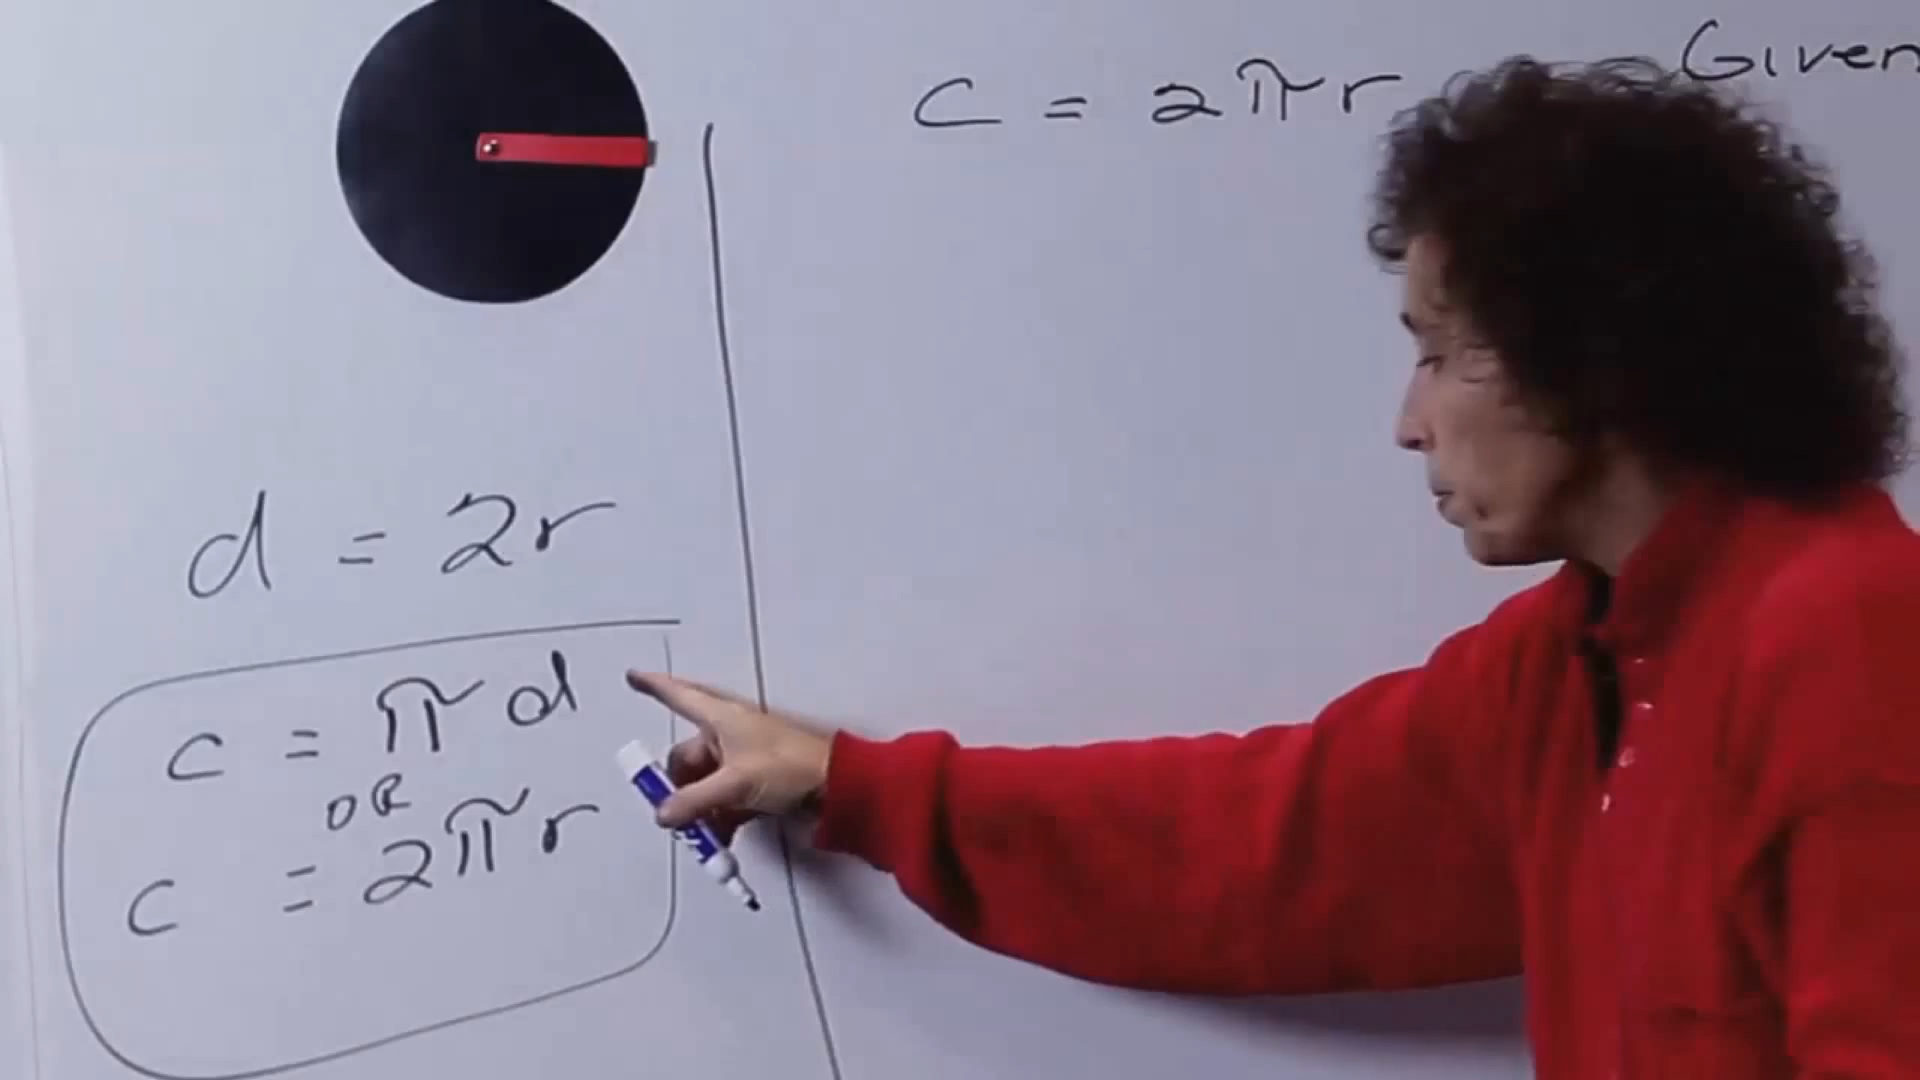 C = 2πr Given
d = 2r
C = πd
OR
C = 2πr